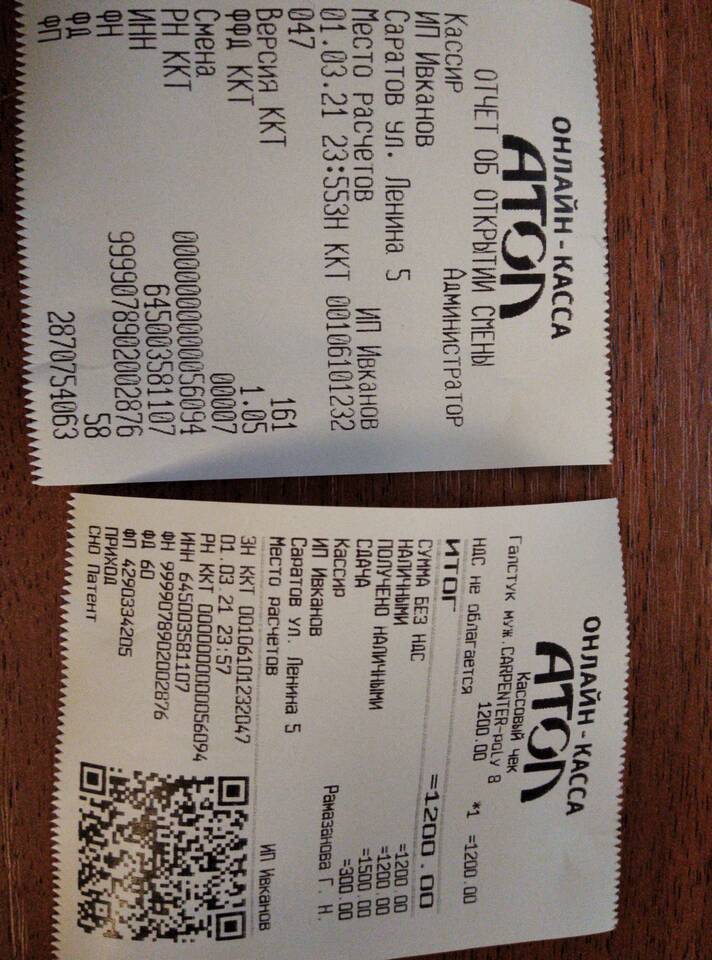 ОНЛАЙН-КАССА
АТОЛ
ОТЧЕТ ОБ ОТКРЫТИИ СМЕНЫ
Кассир Администратор
ИП Ивканов
Саратов ул. Ленина 5
Место расчетов ИП Ивканов
01.03.21 23:55ЗН ККТ 00106101232
047
Версия ККТ 161
ФФД ККТ 1.05
Смена 00007
РН ККТ 0000000000056094
ИНН 645003581107
ФН 9999078902002876
ФД 58
ФП 2870754063
ОНЛАЙН-КАССА
АТОЛ
Кассовый чек
Галстук муж.CARPENTER-POLY 8
1200.00 *1 =1200.00
НДС не облагается
ИТОГ =1200.00
СУММА БЕЗ НДС =1200.00
НАЛИЧНЫМИ =1200.00
ПОЛУЧЕНО НАЛИЧНЫМИ =1500.00
СДАЧА =300.00
Кассир Рамазанова Г. Н.
ИП Ивканов
Саратов ул. Ленина 5
Место расчетов ИП Ивканов
ЗН ККТ 00106101232047
01.03.21 23:57
РН ККТ 0000000000056094
ИНН 645003581107
ФН 9999078902002876
ФД 60
ФП 4290334205
ПРИХОД
СНО Патент